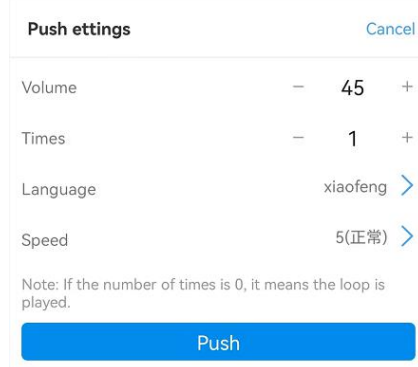 Push ettings Cancel
Volume − 45 +
Times − 1 +
Language xiaofeng
Speed 5(正常)
Note: If the number of times is 0, it means the loop is
played.
Push